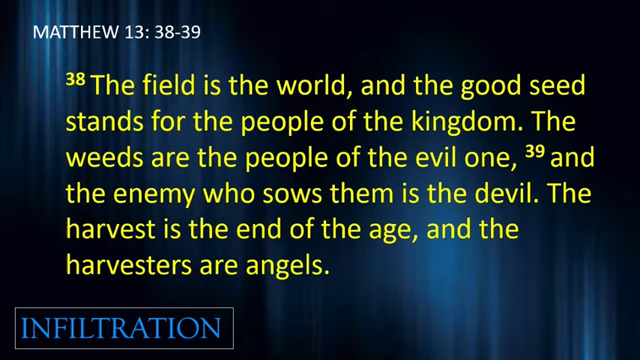 MATTHEW 13: 38-39
38 The field is the world, and the good seed
stands for the people of the kingdom. The
weeds are the people of the evil one, 39 and
the enemy who sows them is the devil. The
harvest is the end of the age, and the
harvesters are angels.
INFILTRATION